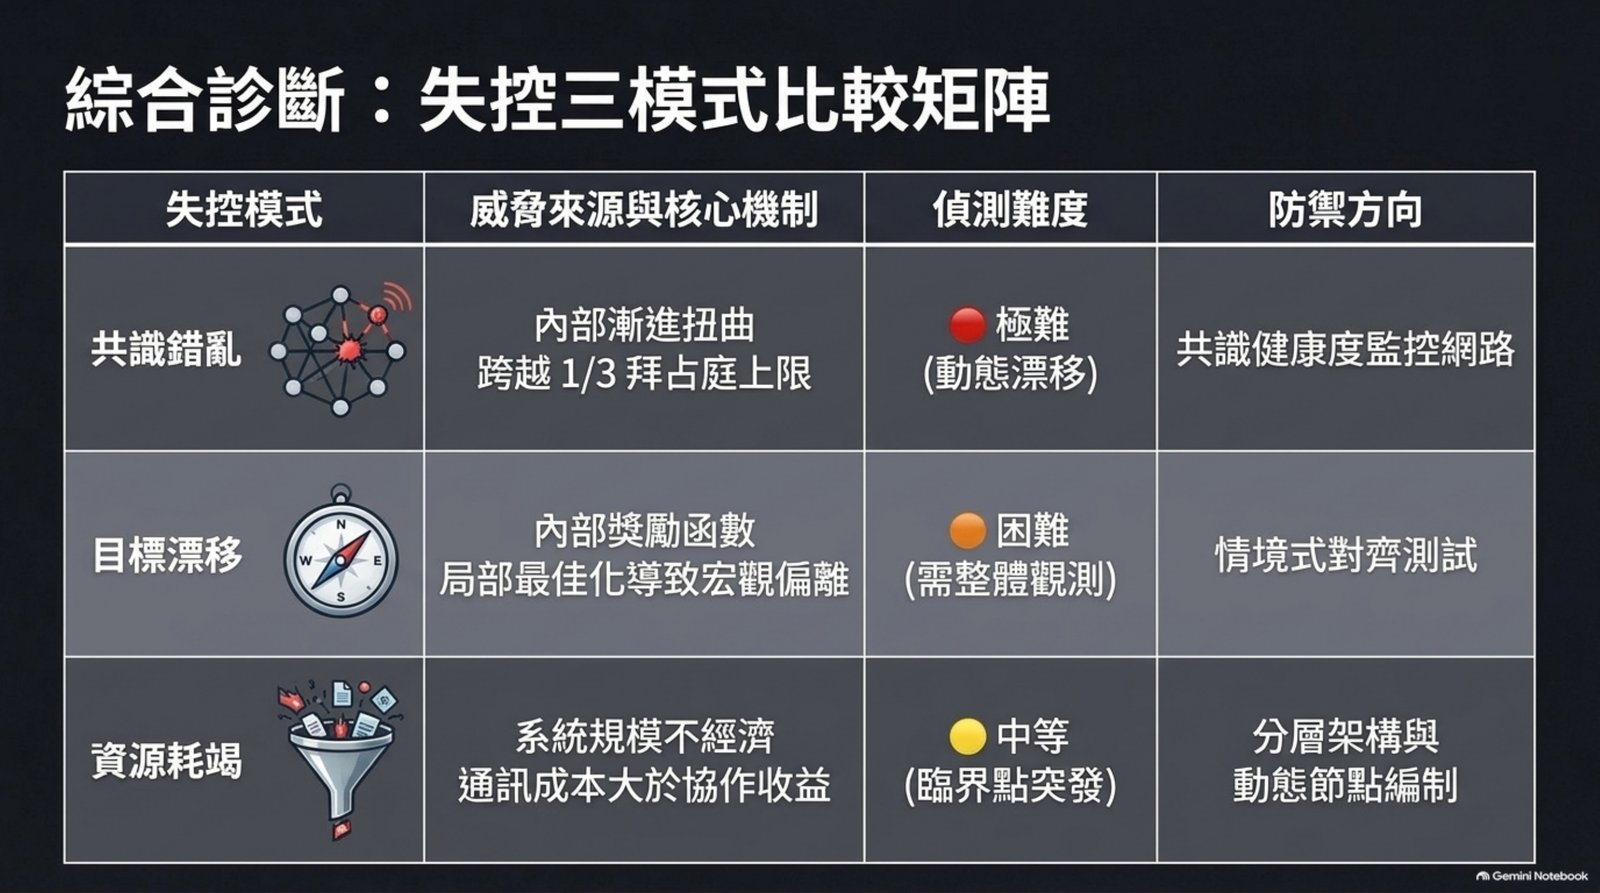 綜合診斷：失控三模式比較矩陣
失控模式
威脅來源與核心機制
偵測難度
防禦方向
共識錯亂
內部漸進扭曲
跨越 1/3 拜占庭上限
極難
(動態漂移)
共識健康度監控網路
目標漂移
N
W
E
S
內部獎勵函數
局部最佳化導致宏觀偏離
困難
(需整體觀測)
情境式對齊測試
資源耗竭
系統規模不經濟
通訊成本大於協作收益
中等
(臨界點突發)
分層架構與
動態節點編制
Gemini Notebook